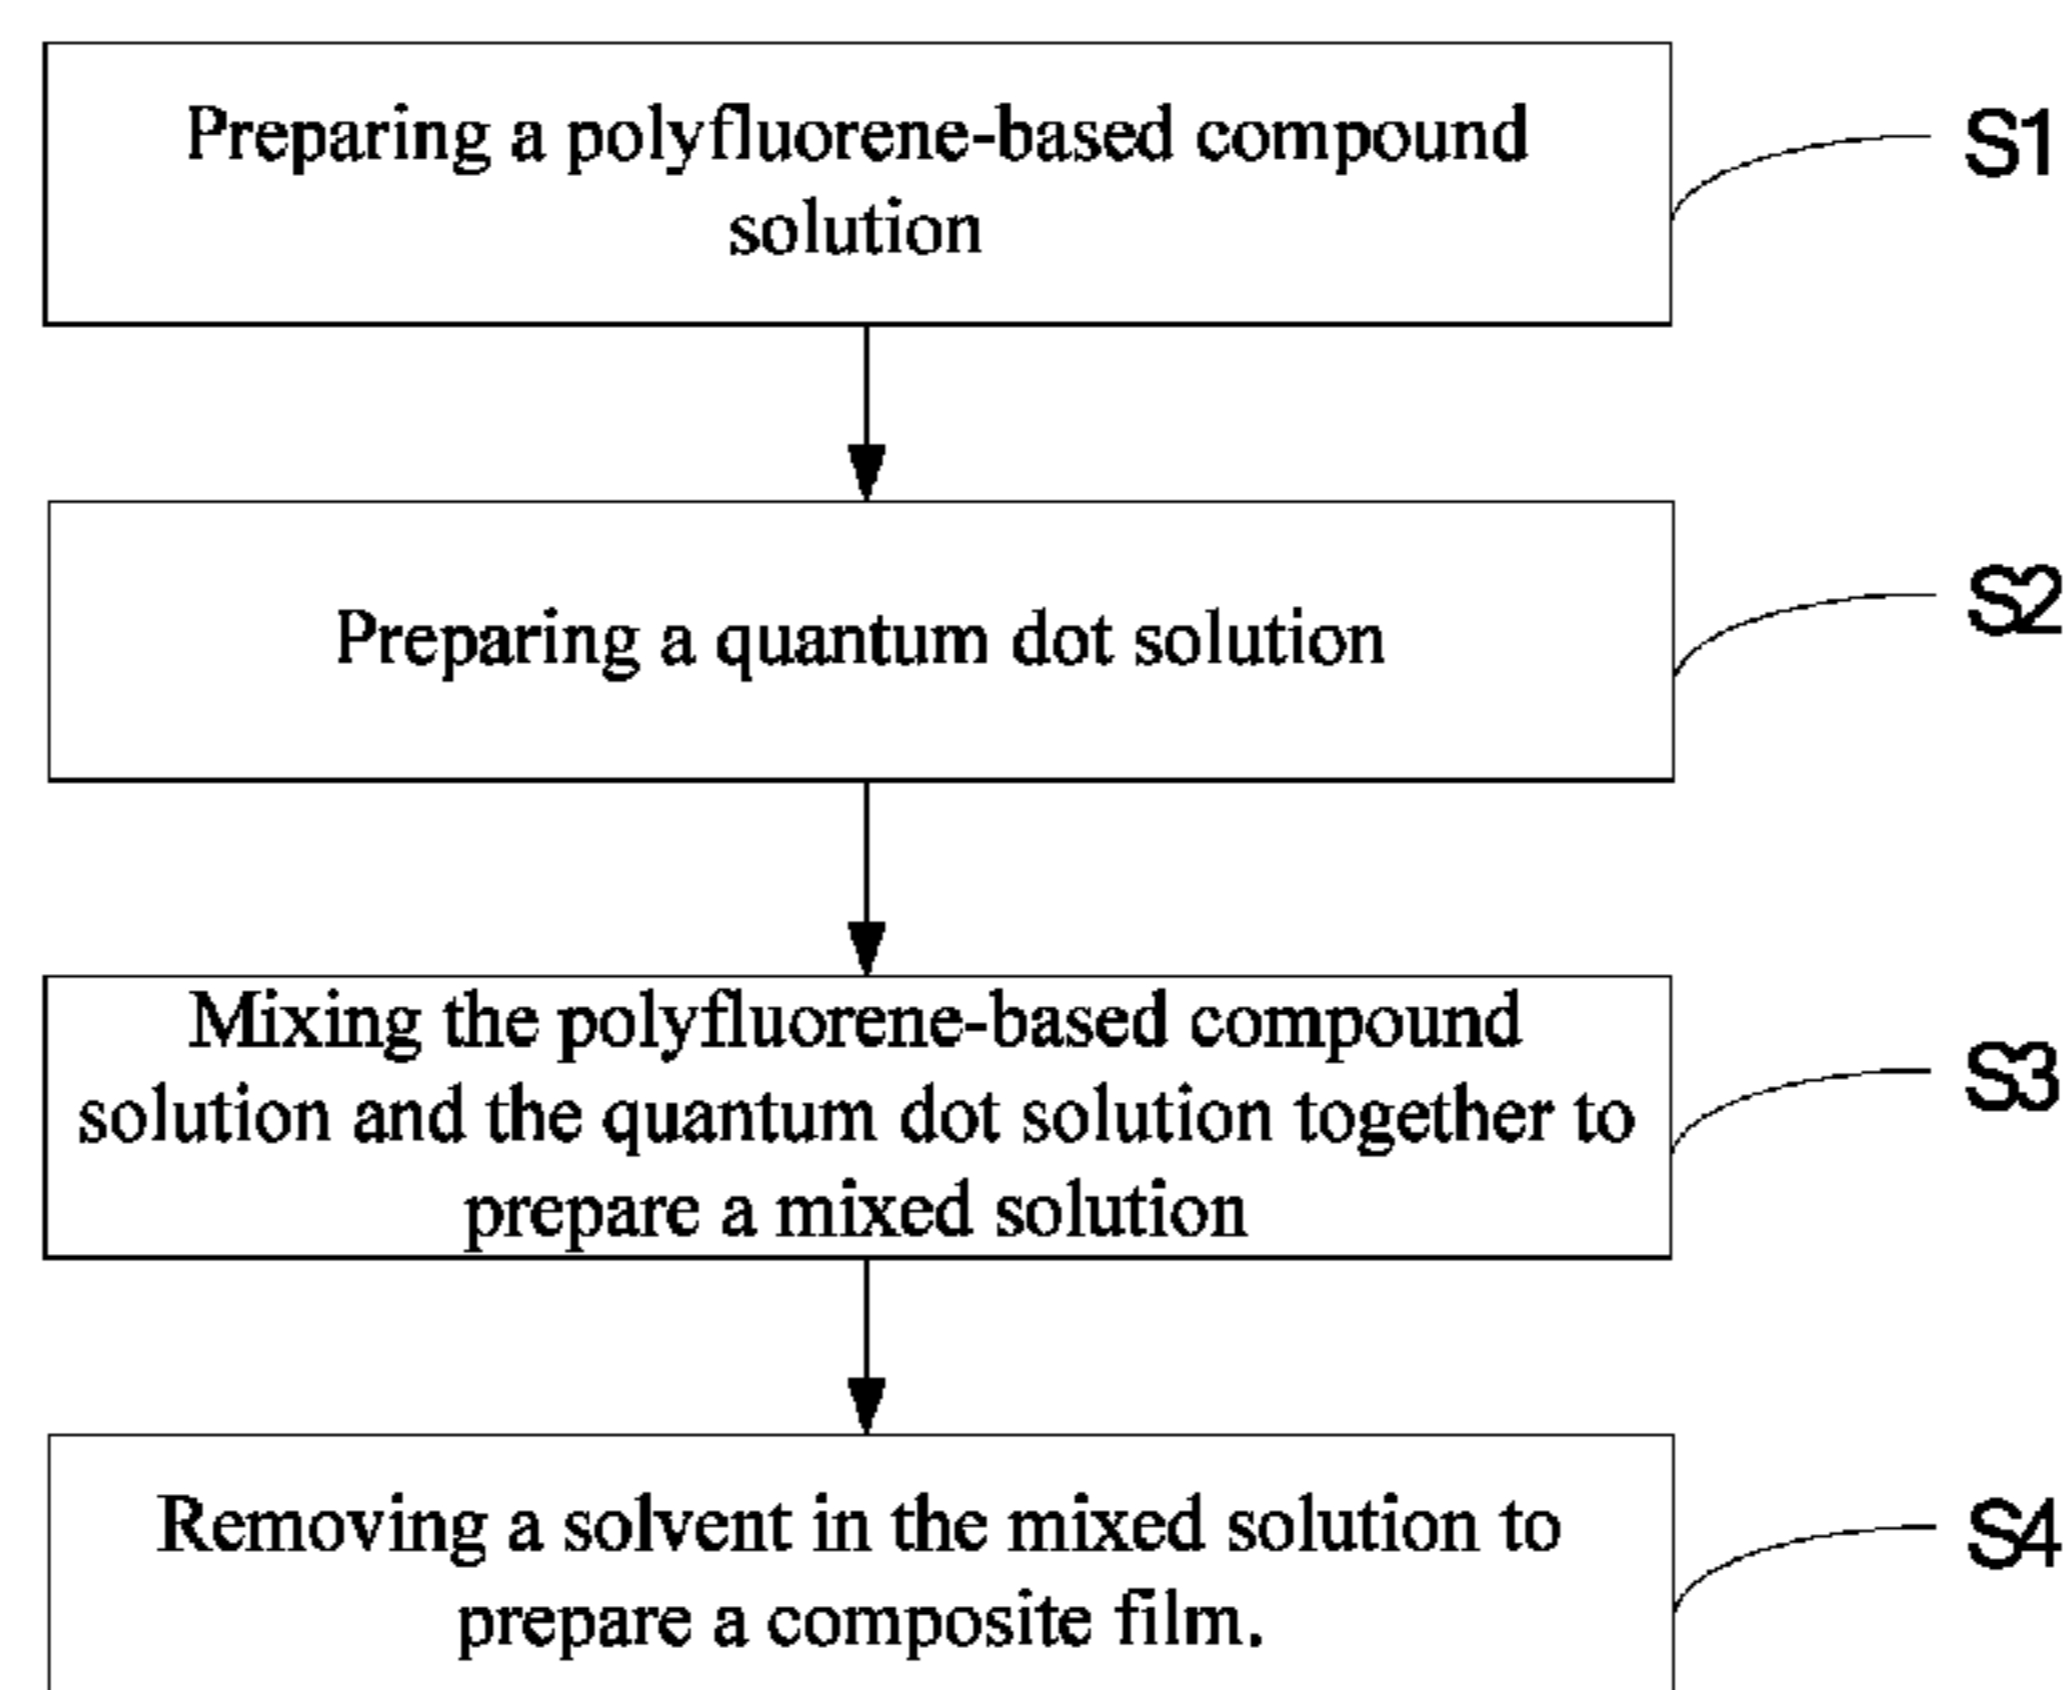 Preparing a polyfluorene-based compound
solution
S1
Preparing a quantum dot solution
S2
Mixing the polyfluorene-based compound
solution and the quantum dot solution together to
prepare a mixed solution
S3
Removing a solvent in the mixed solution to
prepare a composite film.
S4